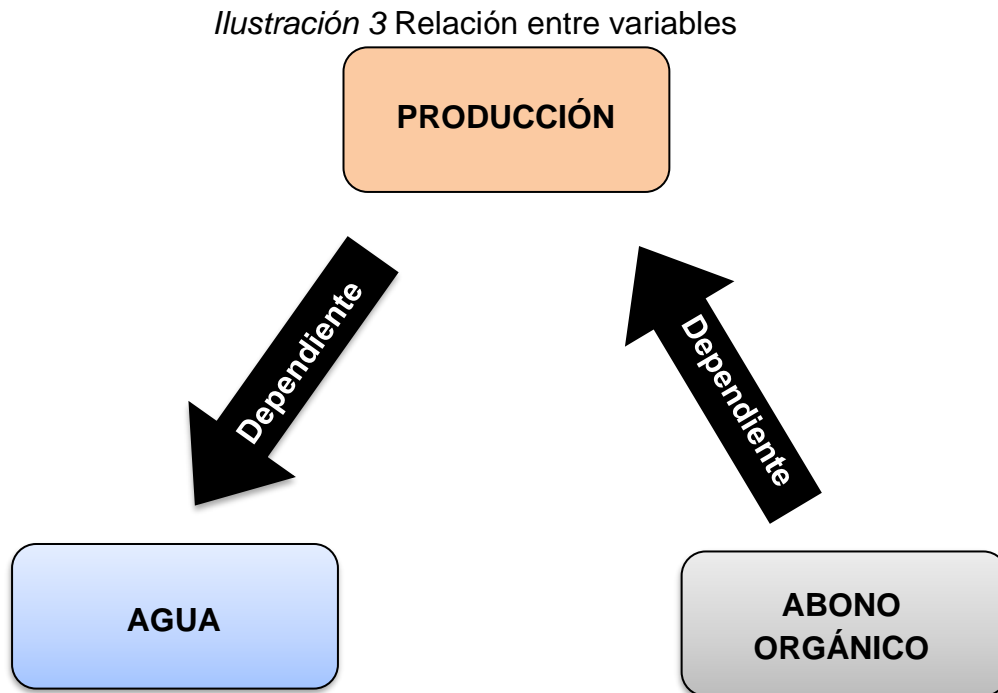 Ilustración 3 Relación entre variables
PRODUCCIÓN
Dependiente
Dependiente
AGUA
ABONO
ORGÁNICO